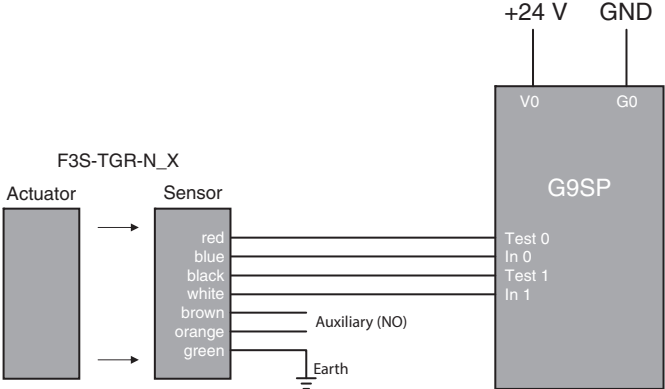 +24 V GND
V0 G0
F3S-TGR-N_X
G9SP
Actuator Sensor
red Test 0
blue In 0
black Test 1
white In 1
brown
Auxiliary (NO)
orange
green
Earth